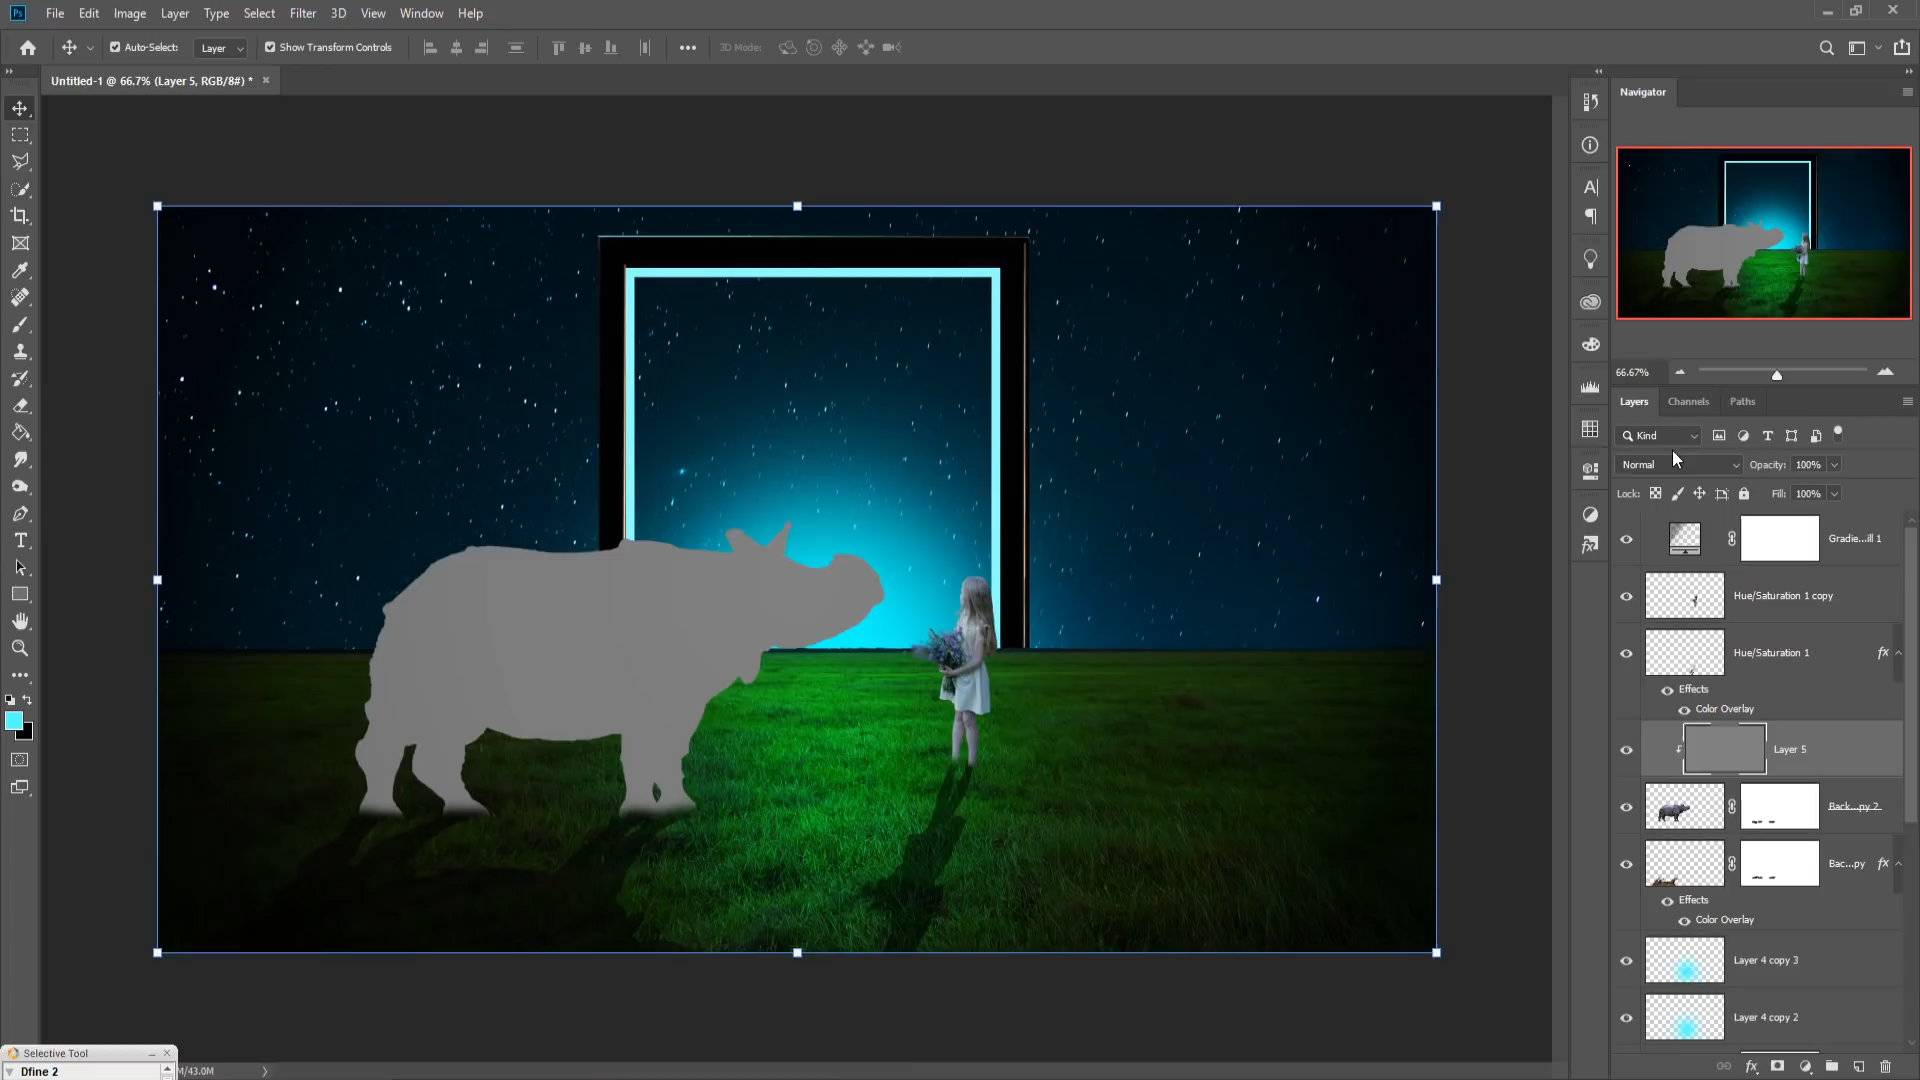 Ps File Edit Image Layer Type Select Filter 3D View Window Help
Auto-Select: Layer Show Transform Controls 3D Mode:
Untitled-1 @ 66.7% (Layer 5, RGB/8#) *
Navigator
66.67%
Layers Channels Paths
Kind
Normal Opacity: 100%
Lock: Fill: 100%
Gradie...ill 1
Hue/Saturation 1 copy
Hue/Saturation 1 fx
Effects
Color Overlay
Layer 5
Back...py 2
Bac...py fx
Effects
Color Overlay
Layer 4 copy 3
Layer 4 copy 2
Selective Tool
Dfine 2
M/43.0M